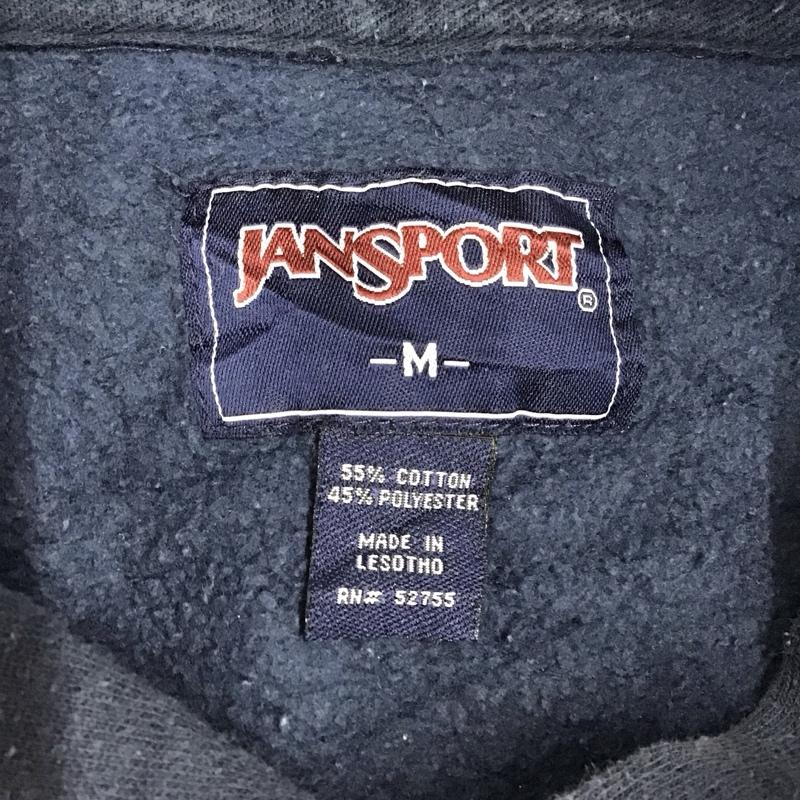 JANSPORT®
-M-
55% COTTON
45% POLYESTER
MADE IN
LESOTHO
RN# 52755